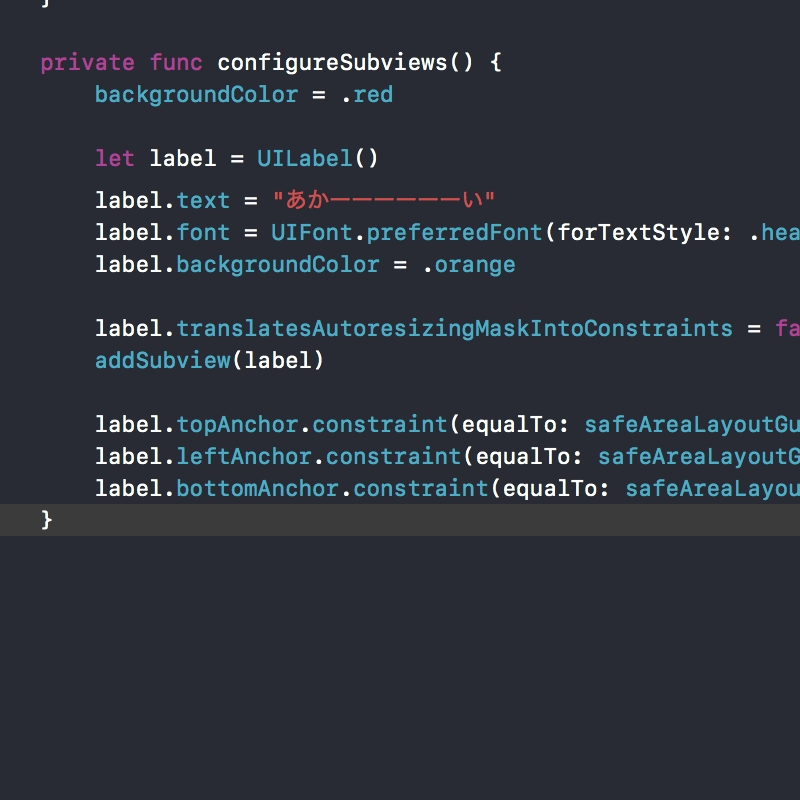 }
private func configureSubviews() {
backgroundColor = .red
let label = UILabel()
label.text = "あかーーーーーーい"
label.font = UIFont.preferredFont(forTextStyle: .hea
label.backgroundColor = .orange
label.translatesAutoresizingMaskIntoConstraints = fa
addSubview(label)
label.topAnchor.constraint(equalTo: safeAreaLayoutGu
label.leftAnchor.constraint(equalTo: safeAreaLayoutG
label.bottomAnchor.constraint(equalTo: safeAreaLayou
}